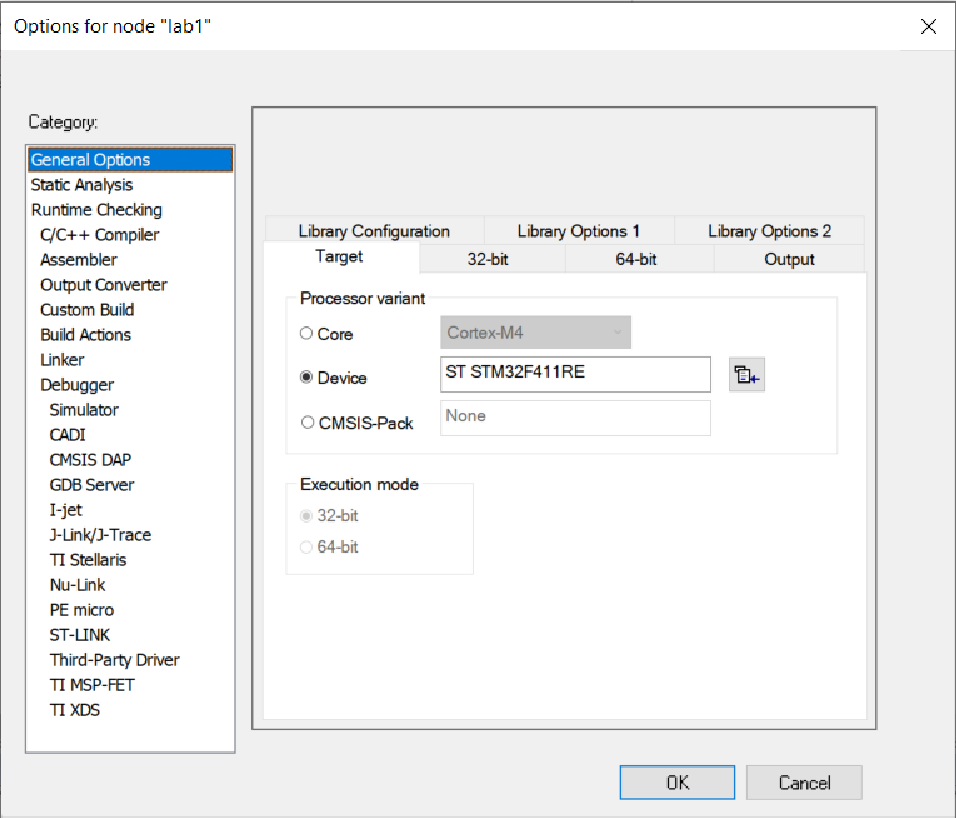 Options for node "lab1"
Category:
General Options
Static Analysis
Runtime Checking
C/C++ Compiler
Assembler
Output Converter
Custom Build
Build Actions
Linker
Debugger
Simulator
CADI
CMSIS DAP
GDB Server
I-jet
J-Link/J-Trace
TI Stellaris
Nu-Link
PE micro
ST-LINK
Third-Party Driver
TI MSP-FET
TI XDS
Library Configuration Library Options 1 Library Options 2
Target 32-bit 64-bit Output
Processor variant
Core Cortex-M4
Device ST STM32F411RE
CMSIS-Pack None
Execution mode
32-bit
64-bit
OK Cancel